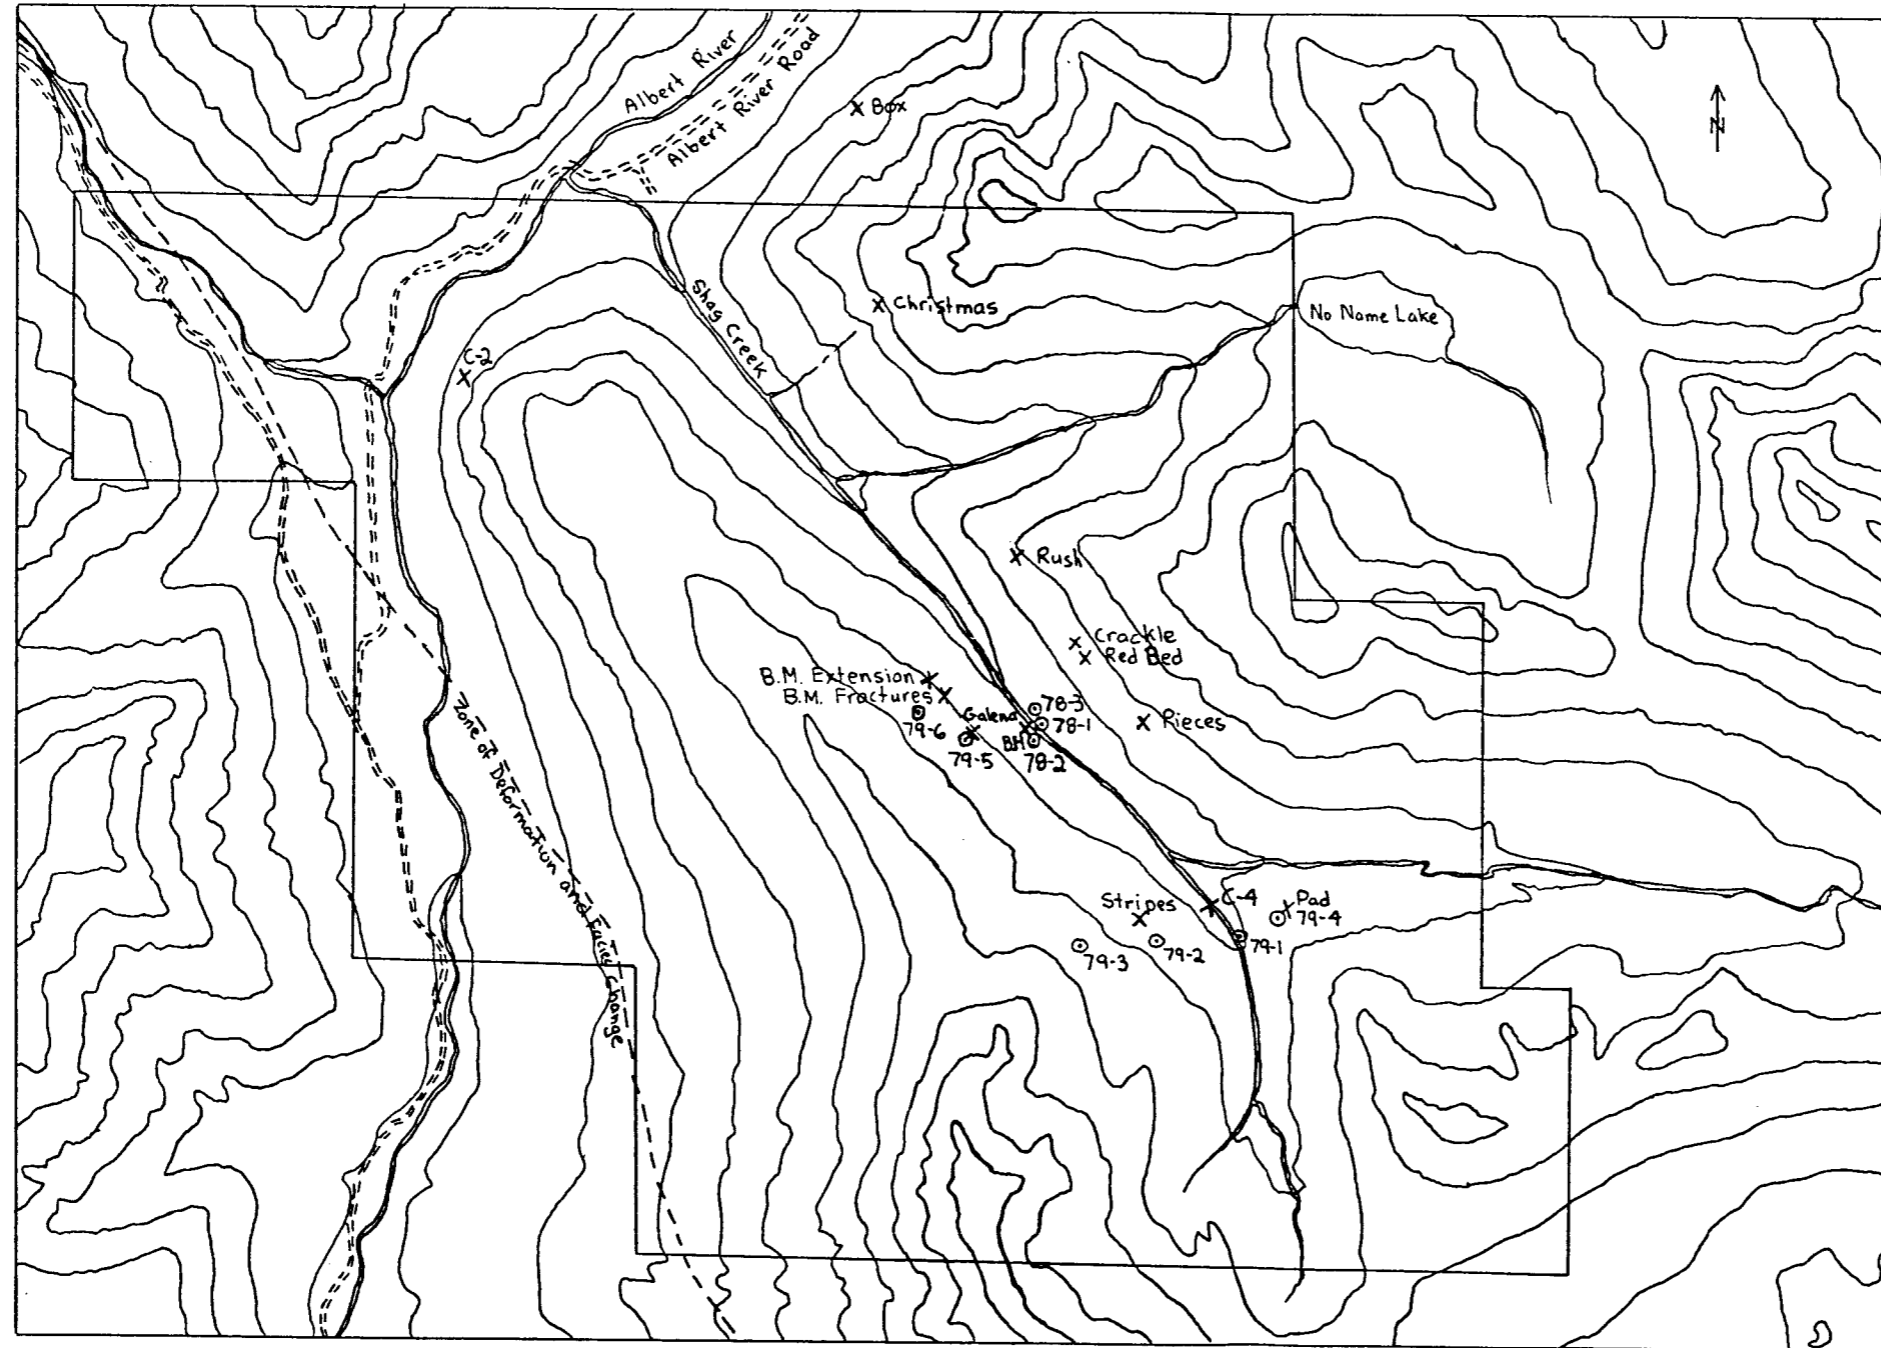 Albert River
Albert River Road
X Box
N
Shag Creek
X Christmas
No Name Lake
C-2
X
X Rush
X Crackle
X Red Bed
B.M. Extension X
B.M. Fractures X
78-3
Galena
78-1
X Pieces
79-6
BM
79-5
78-2
Zone of Deformation and Facies Change
Stripes
X
C-4
X Pad
79-4
79-1
79-2
79-3